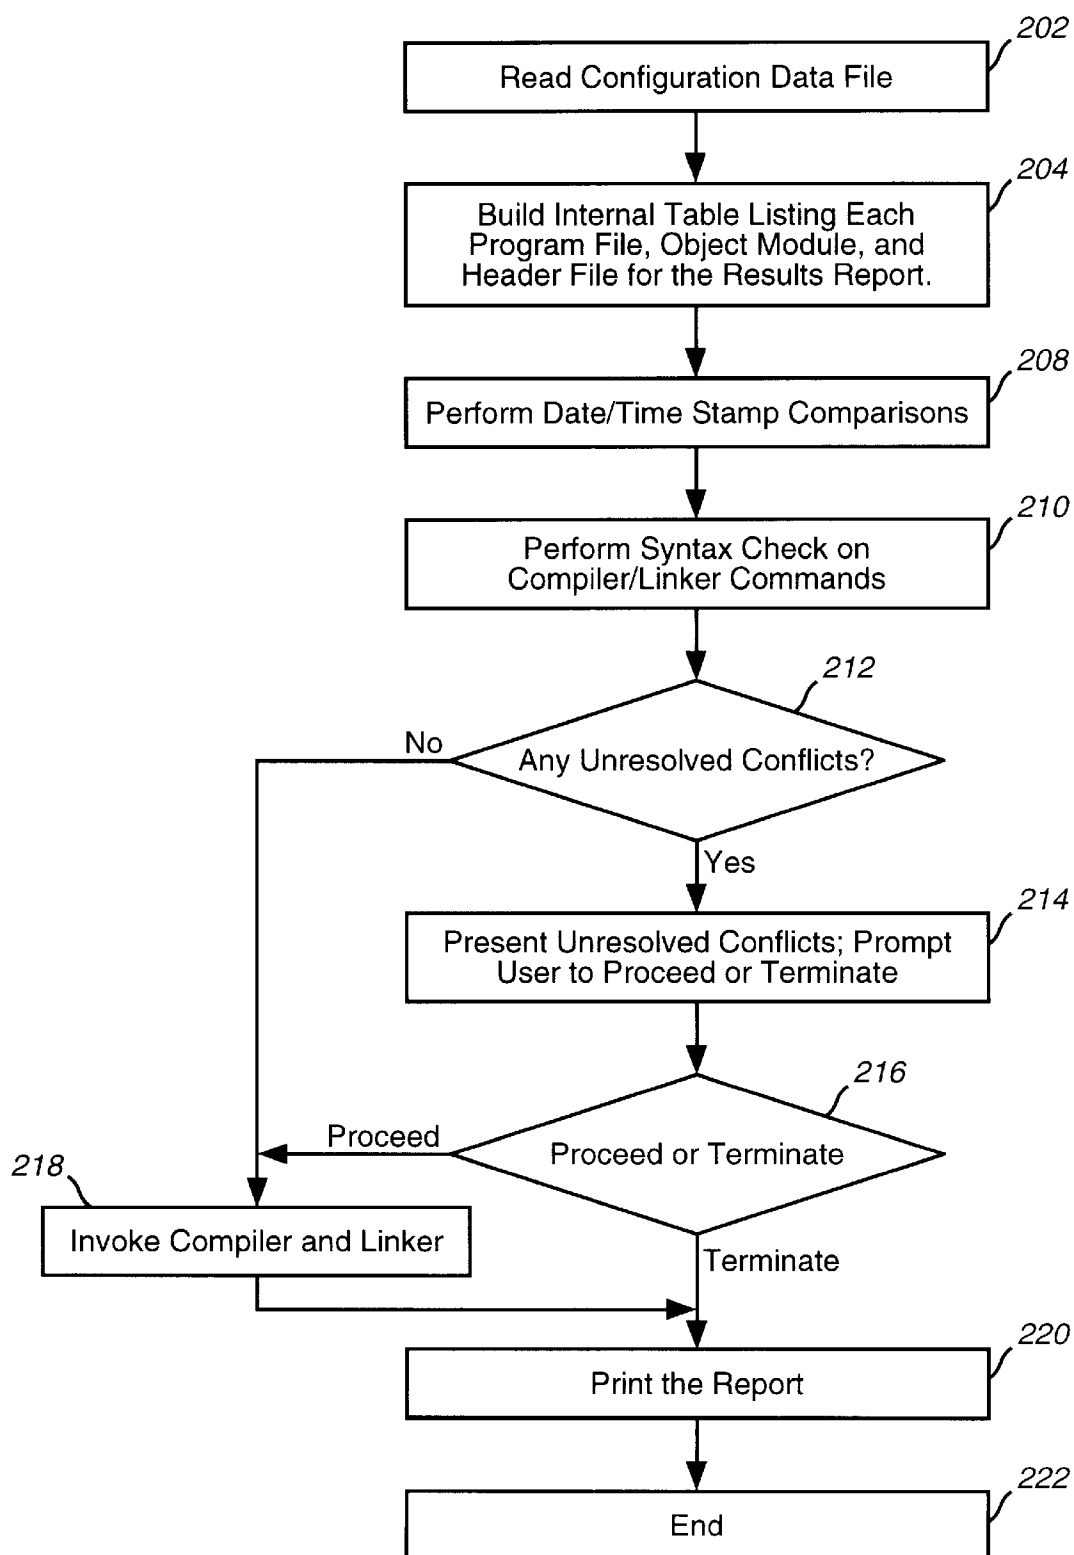 202
Read Configuration Data File
204
Build Internal Table Listing Each
Program File, Object Module, and
Header File for the Results Report.
208
Perform Date/Time Stamp Comparisons
210
Perform Syntax Check on
Compiler/Linker Commands
212
No
Any Unresolved Conflicts?
Yes
214
Present Unresolved Conflicts; Prompt
User to Proceed or Terminate
216
Proceed
Proceed or Terminate
218
Invoke Compiler and Linker
Terminate
220
Print the Report
222
End